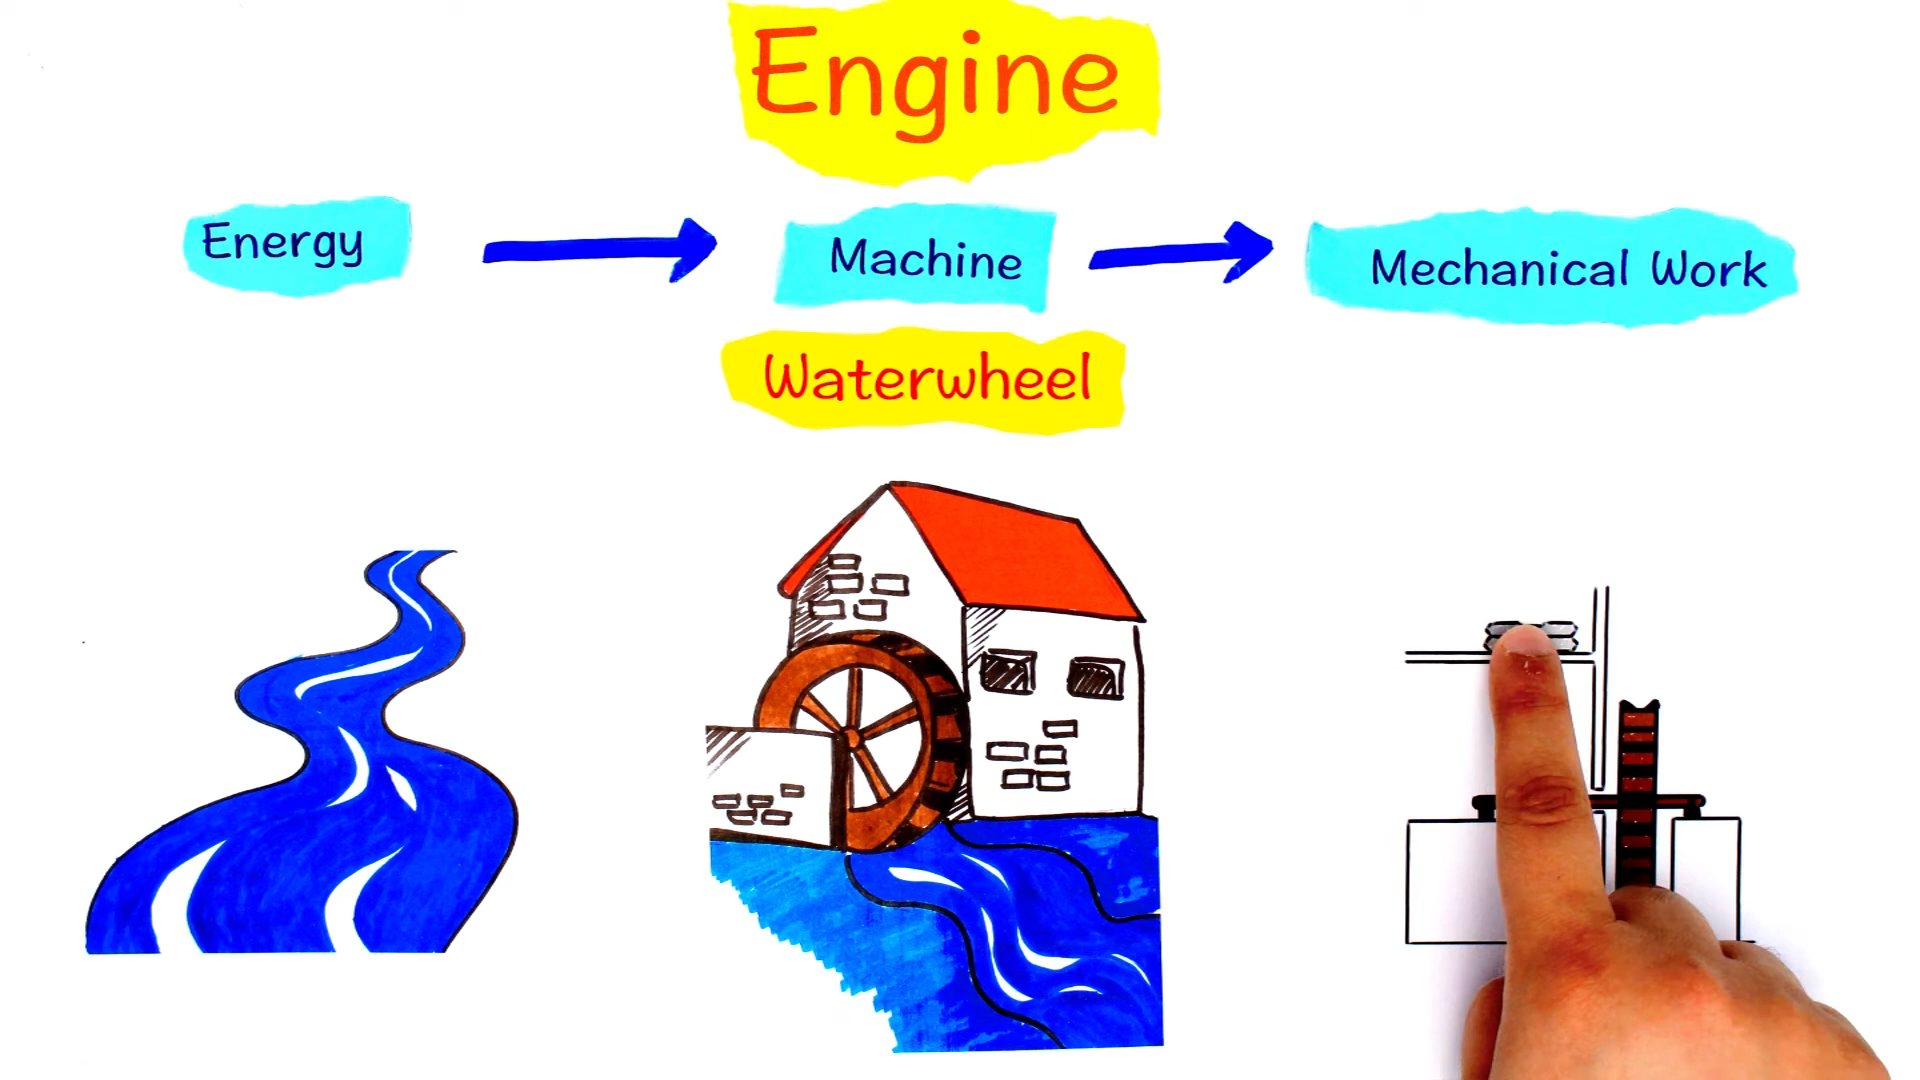 Engine
Energy
Machine
Mechanical Work
Waterwheel